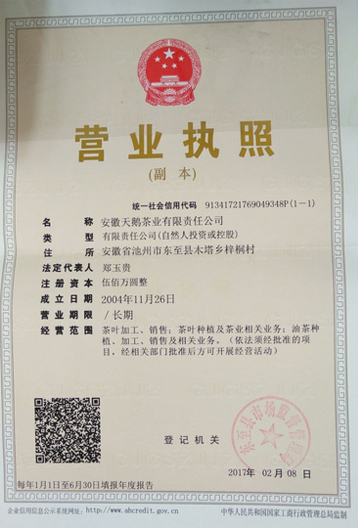 营业执照
(副 本)
统一社会信用代码 91341721769049348P(1-1)
名 称 安徽天鹅茶业有限责任公司
类 型 有限责任公司(自然人投资或控股)
住 所 安徽省池州市东至县木塔乡梓桐村
法定代表人 郑玉贵
注册资本 伍佰万圆整
成立日期 2004年11月26日
营业期限 / 长期
经营范围 茶叶加工、销售；茶叶种植及茶业相关业务；油茶种
植、加工、销售及相关业务。（依法须经批准的项
目，经相关部门批准后方可开展经营活动）
东至县市场监督管理局
登记机关
2017年 02月 08日
每年1月1日至6月30日填报年度报告
企业信用信息公示系统网址：http://www.ahcredit.gov.cn 中华人民共和国国家工商行政管理总局监制